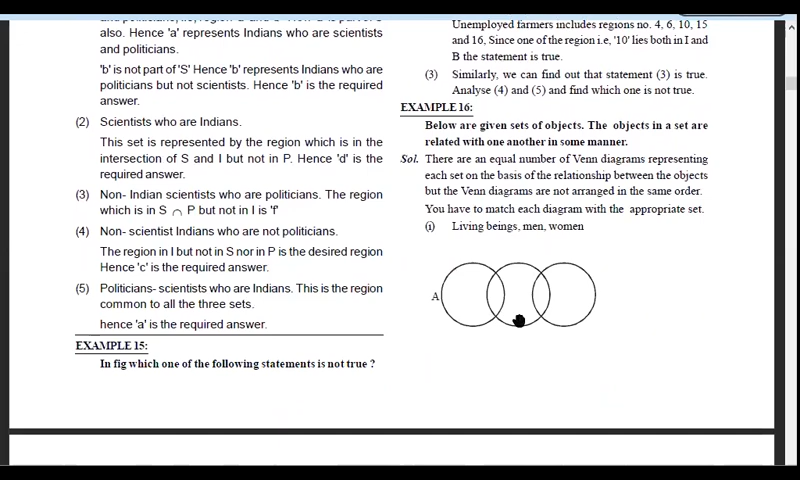 also. Hence 'a' represents Indians who are scientists
and politicians.
'b' is not part of 'S' Hence 'b' represents Indians who are
politicians but not scientists. Hence 'b' is the required
answer.
(2) Scientists who are Indians.
This set is represented by the region which is in the
intersection of S and I but not in P. Hence 'd' is the
required answer.
(3) Non- Indian scientists who are politicians. The region
which is in S ∩ P but not in I is 'f'
(4) Non- scientist Indians who are not politicians.
The region in I but not in S nor in P is the desired region
Hence 'c' is the required answer.
(5) Politicians- scientists who are Indians. This is the region
common to all the three sets.
hence 'a' is the required answer.
EXAMPLE 15:
In fig which one of the following statements is not true ?
Unemployed farmers includes regions no. 4, 6, 10, 15
and 16, Since one of the region i.e, '10' lies both in I and
B the statement is true.
(3) Similarly, we can find out that statement (3) is true.
Analyse (4) and (5) and find which one is not true.
EXAMPLE 16:
Below are given sets of objects. The objects in a set are
related with one another in some manner.
Sol. There are an equal number of Venn diagrams representing
each set on the basis of the relationship between the objects
but the Venn diagrams are not arranged in the same order.
You have to match each diagram with the appropriate set.
(i) Living beings, men, women
A